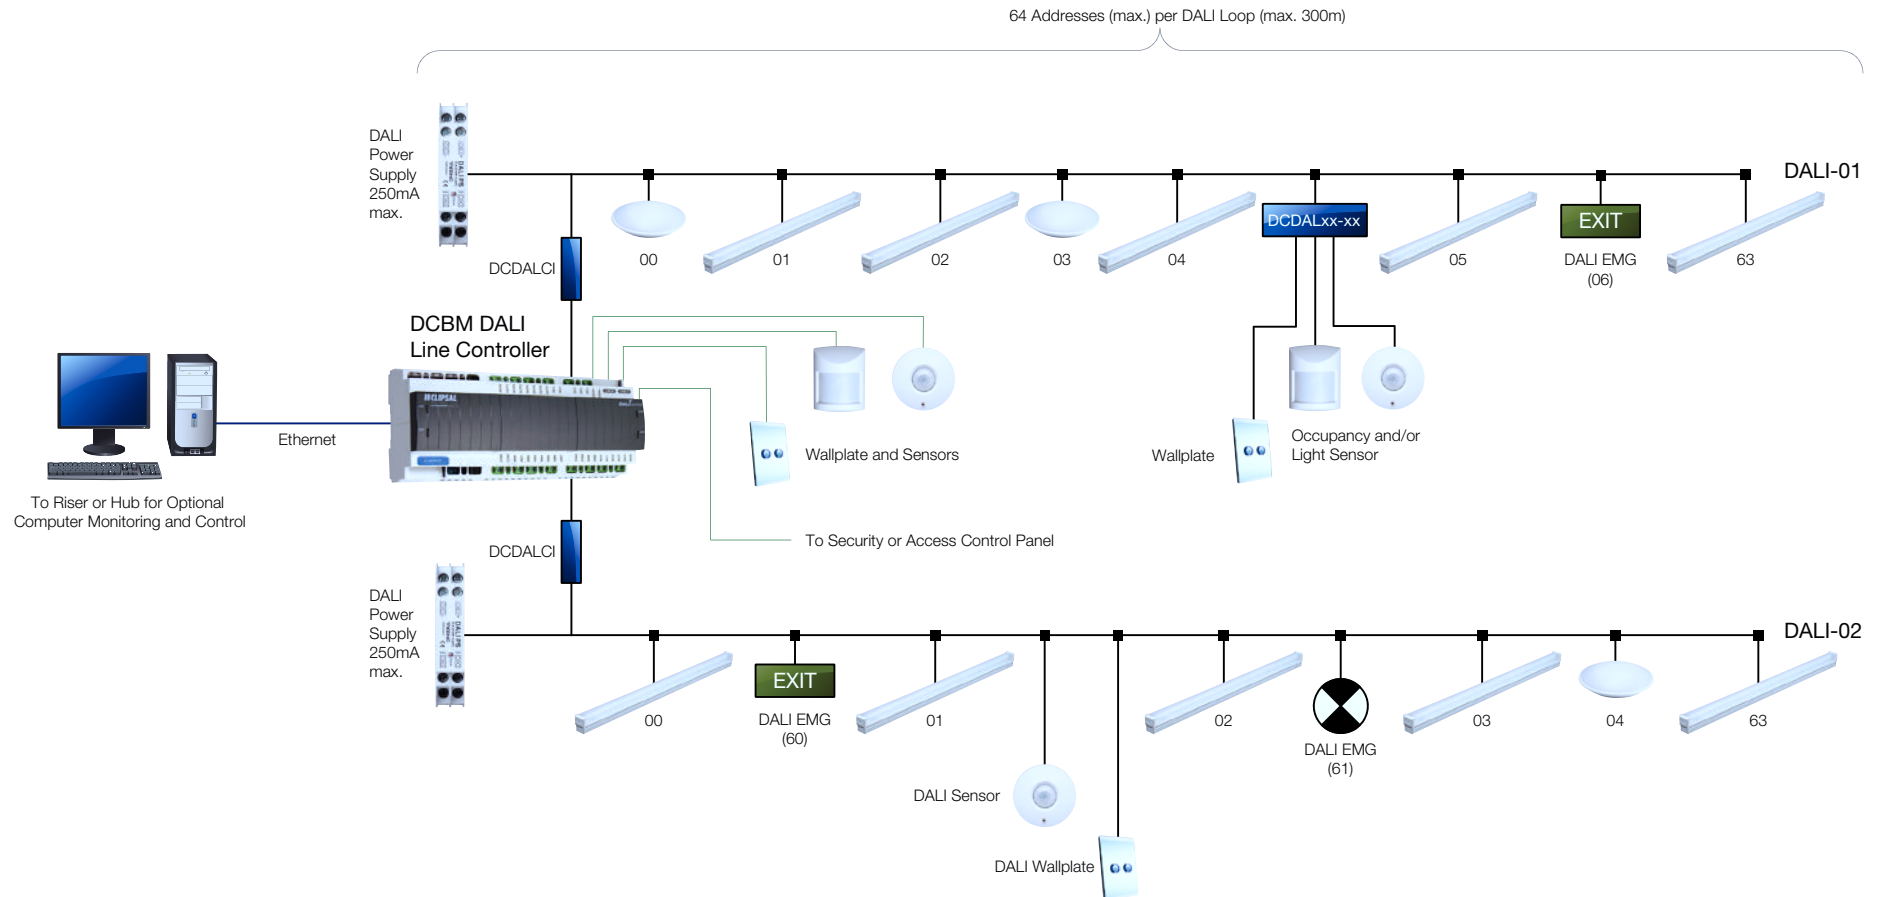 64 Addresses (max.) per DALI Loop (max. 300m)
DALI
Power
Supply
250mA
max.
DALI-01
DCDALCI
00
01
02
03
04
DCDALxx-xx
05
EXIT
DALI EMG
(06)
63
DCBM DALI
Line Controller
CLIPSAL
Ethernet
To Riser or Hub for Optional
Computer Monitoring and Control
Wallplate and Sensors
Wallplate
Occupancy and/or
Light Sensor
To Security or Access Control Panel
DCDALCI
DALI
Power
Supply
250mA
max.
DALI-02
00
EXIT
DALI EMG
(60)
01
DALI Sensor
DALI Wallplate
02
DALI EMG
(61)
03
04
63